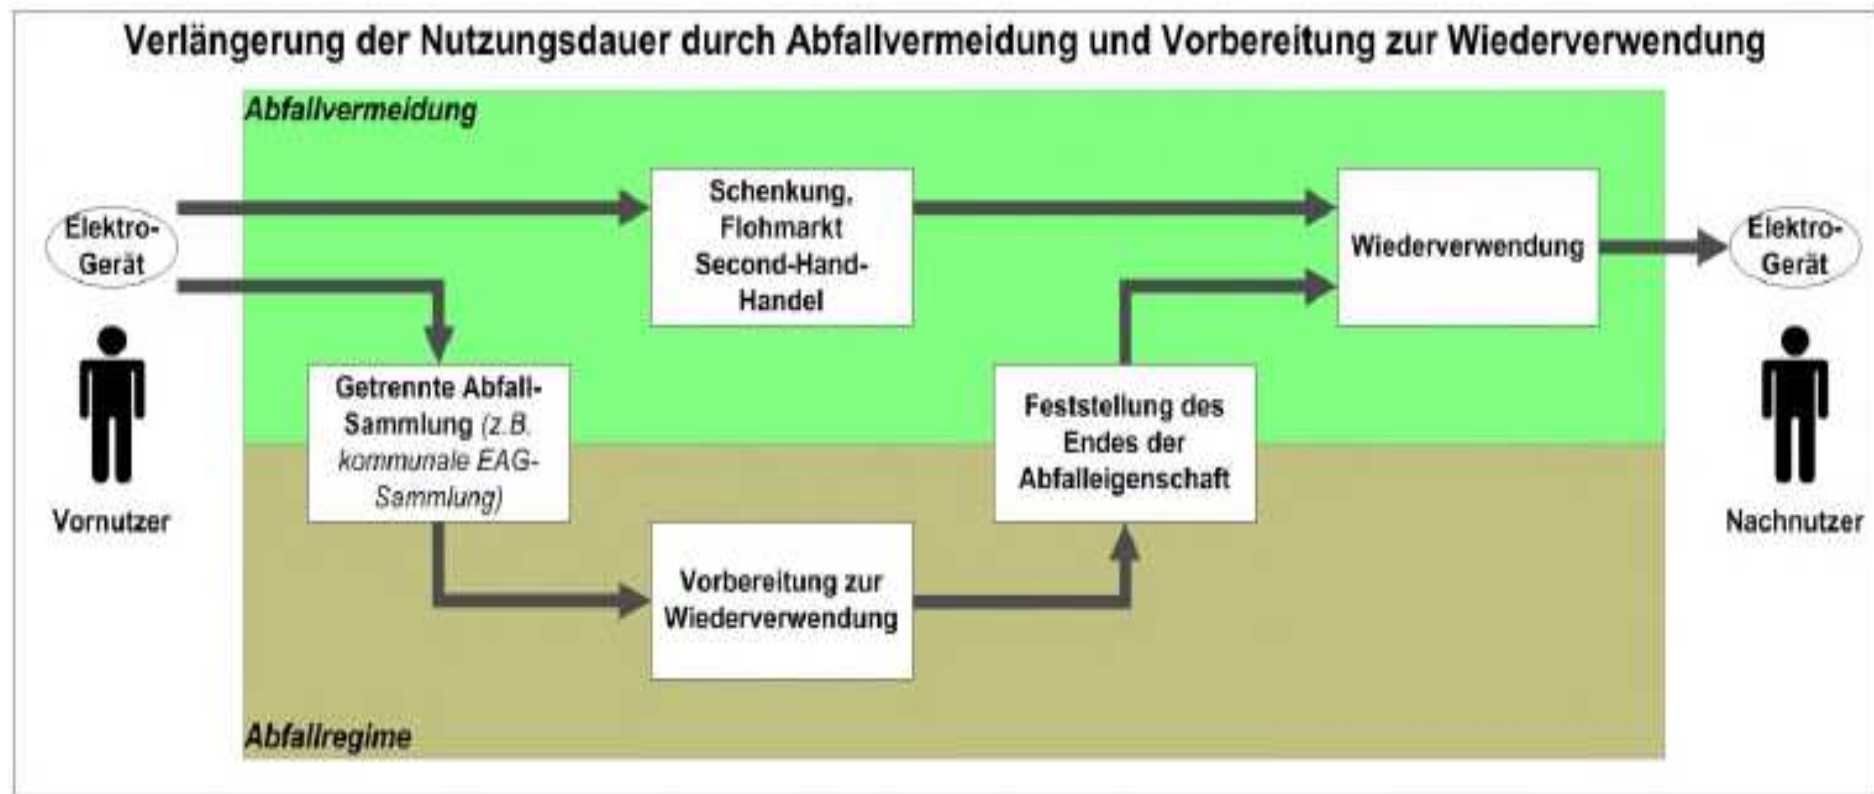 Verlängerung der Nutzungsdauer durch Abfallvermeidung und Vorbereitung zur Wiederverwendung
Abfallvermeidung
Elektro-
Gerät
Schenkung,
Flohmarkt
Second-Hand-
Handel
Wiederverwendung
Elektro-
Gerät
Getrennte Abfall-
Sammlung (z.B.
kommunale EAG-
Sammlung)
Feststellung des
Endes der
Abfalleigenschaft
Vornutzer
Nachnutzer
Vorbereitung zur
Wiederverwendung
Abfallregime